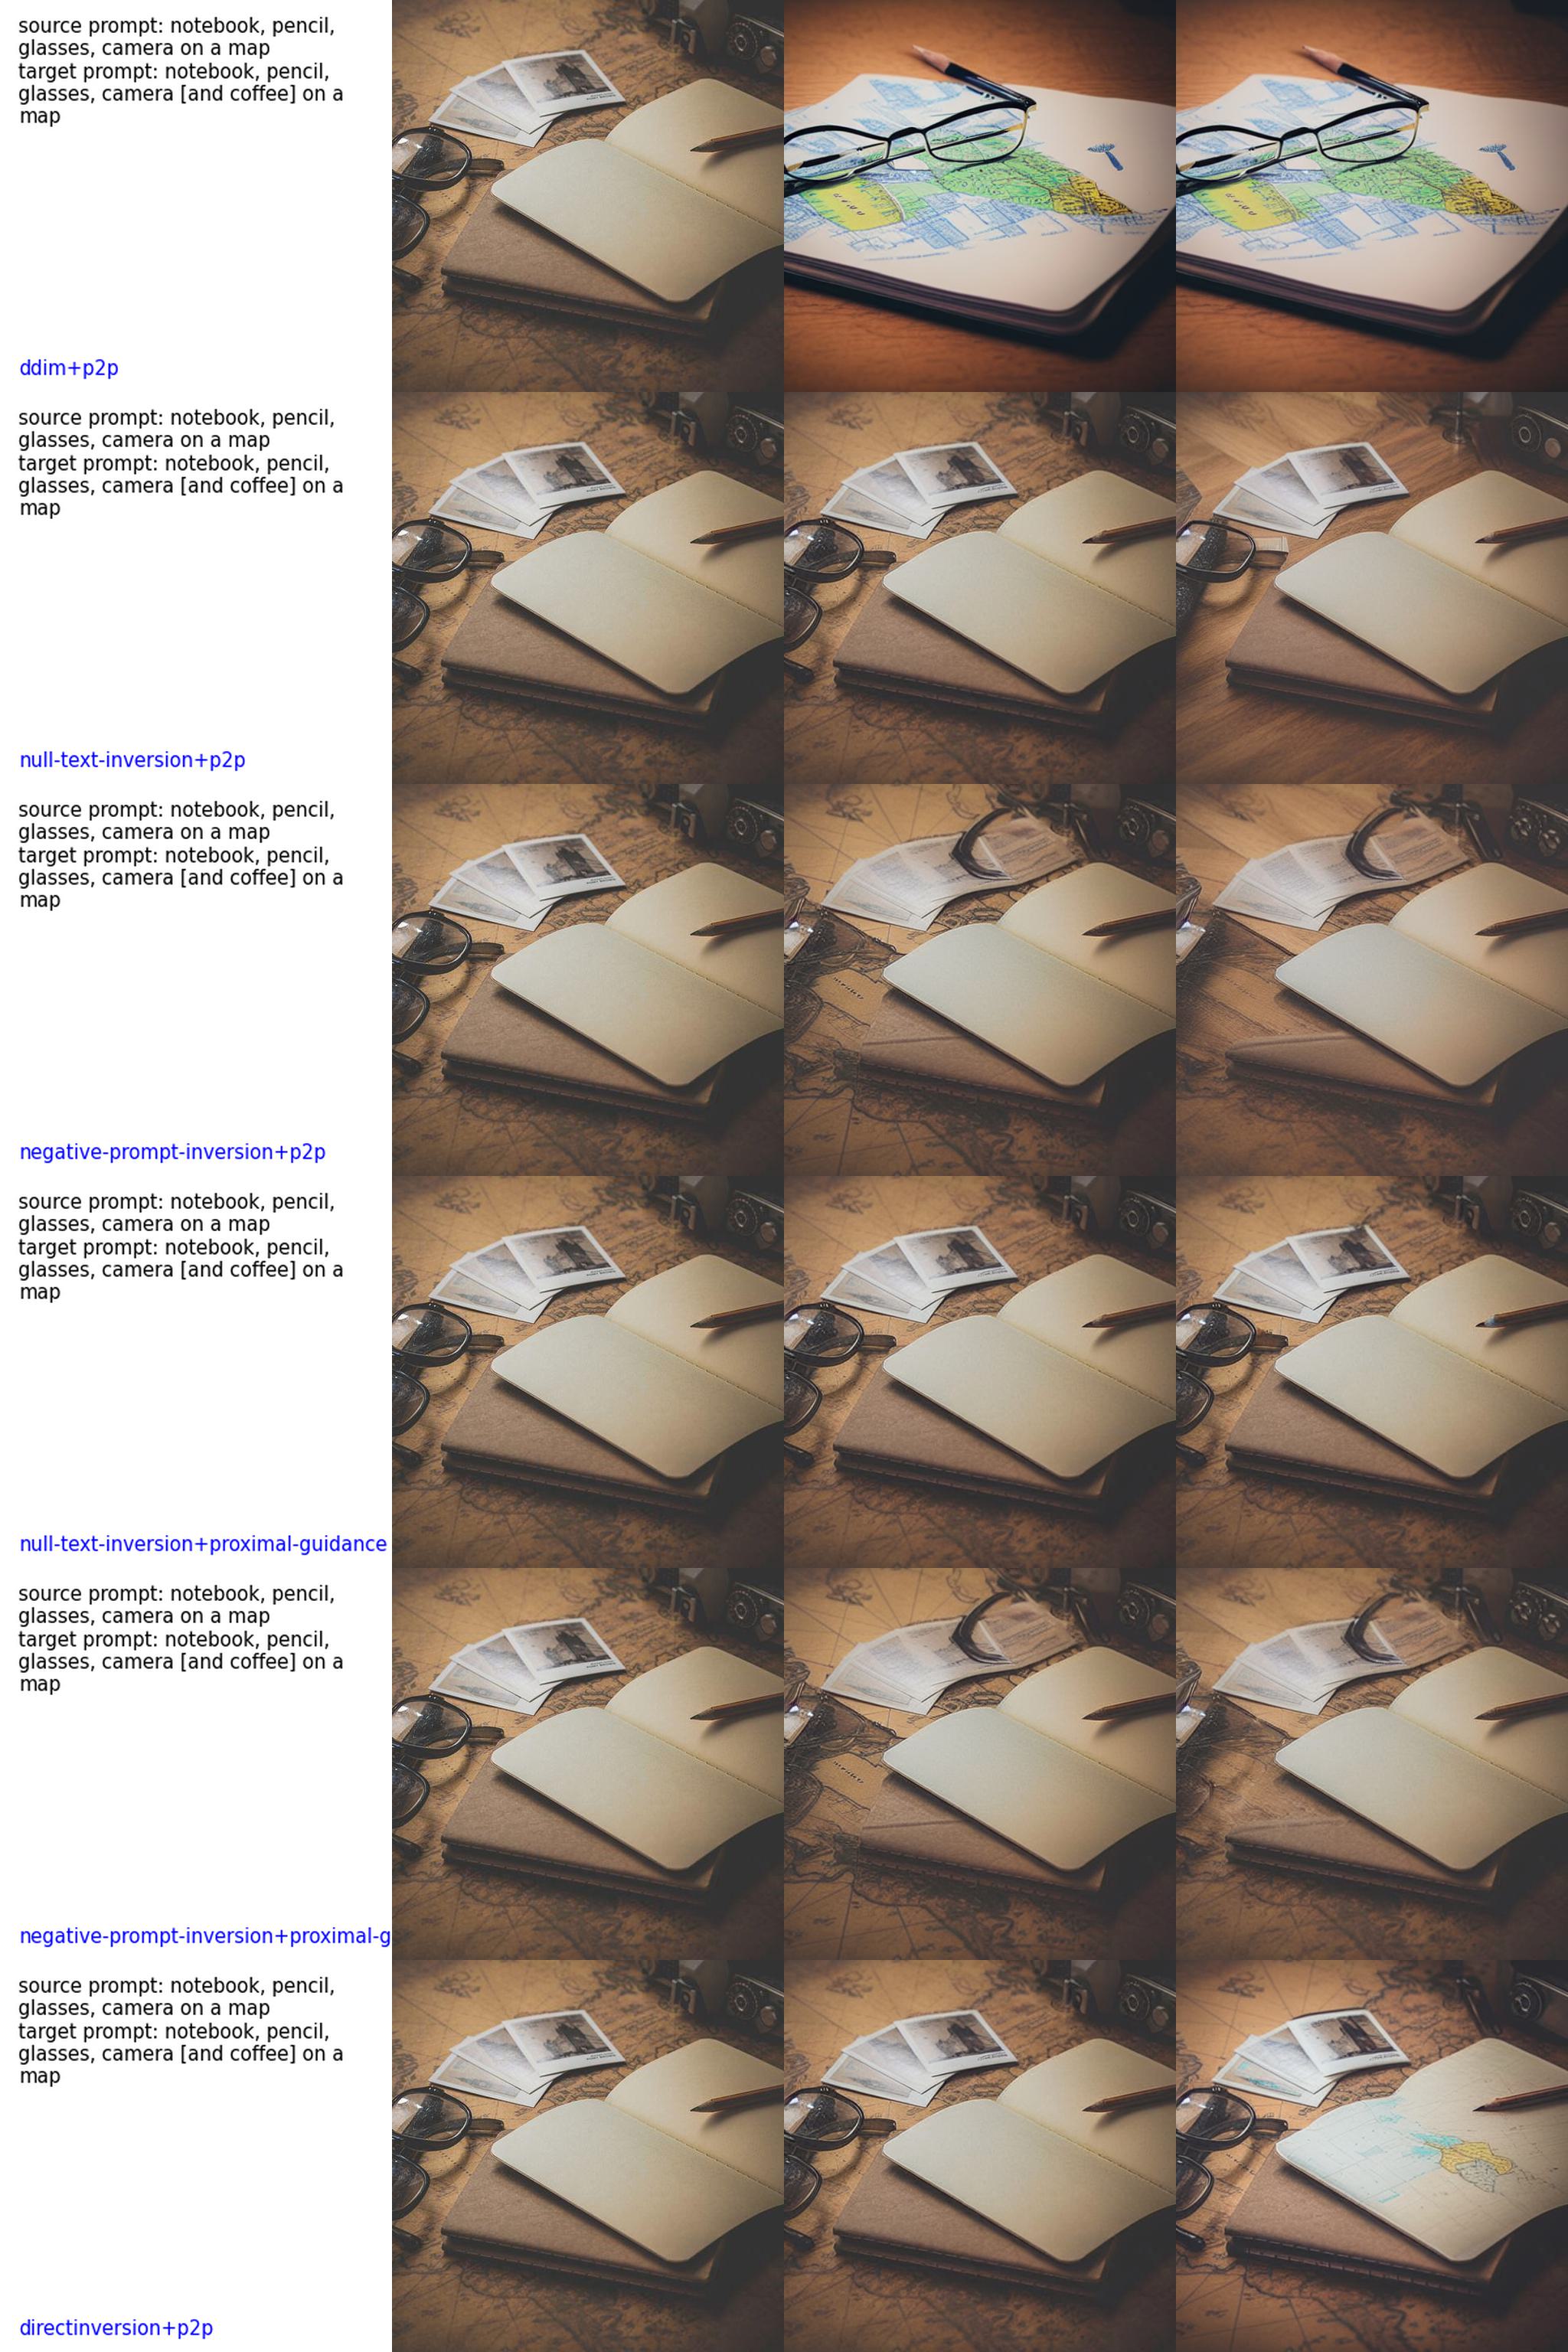 source prompt: notebook, pencil,
glasses, camera on a map
target prompt: notebook, pencil,
glasses, camera [and coffee] on a
map
ddim+p2p
source prompt: notebook, pencil,
glasses, camera on a map
target prompt: notebook, pencil,
glasses, camera [and coffee] on a
map
null-text-inversion+p2p
source prompt: notebook, pencil,
glasses, camera on a map
target prompt: notebook, pencil,
glasses, camera [and coffee] on a
map
negative-prompt-inversion+p2p
source prompt: notebook, pencil,
glasses, camera on a map
target prompt: notebook, pencil,
glasses, camera [and coffee] on a
map
null-text-inversion+proximal-guidance
source prompt: notebook, pencil,
glasses, camera on a map
target prompt: notebook, pencil,
glasses, camera [and coffee] on a
map
negative-prompt-inversion+proximal-g
source prompt: notebook, pencil,
glasses, camera on a map
target prompt: notebook, pencil,
glasses, camera [and coffee] on a
map
directinversion+p2p